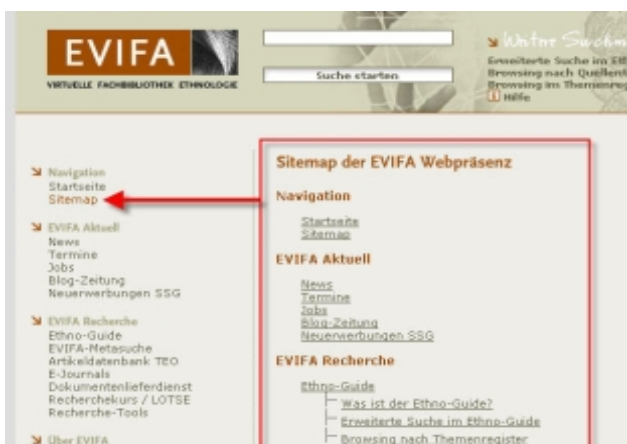 EVIFA
VIRTUELLE FACHBIBLIOTHEK ETHNOLOGIE
Suche starten
Weitere
Erweiterte Suche im
Browsing nach
Browsing im
Hilfe
Navigation
Startseite
Sitemap
EVIFA Aktuell
News
Termine
Jobs
Blog-Zeitung
Neuerwerbungen SSG
EVIFA Recherche
Ethno-Guide
EVIFA-Metasuche
Artikeldatenbank TEO
E-Journals
Dokumentenlieferdienst
Recherchekurs / LOTSE
Recherche-Tools
Über EVIFA
Sitemap der EVIFA Webpräsenz
Navigation
Startseite
Sitemap
EVIFA Aktuell
News
Termine
Jobs
Blog-Zeitung
Neuerwerbungen SSG
EVIFA Recherche
Ethno-Guide
Was ist der Ethno-Guide?
Erweiterte Suche im Ethno-Guide
Browsing nach Themenregister